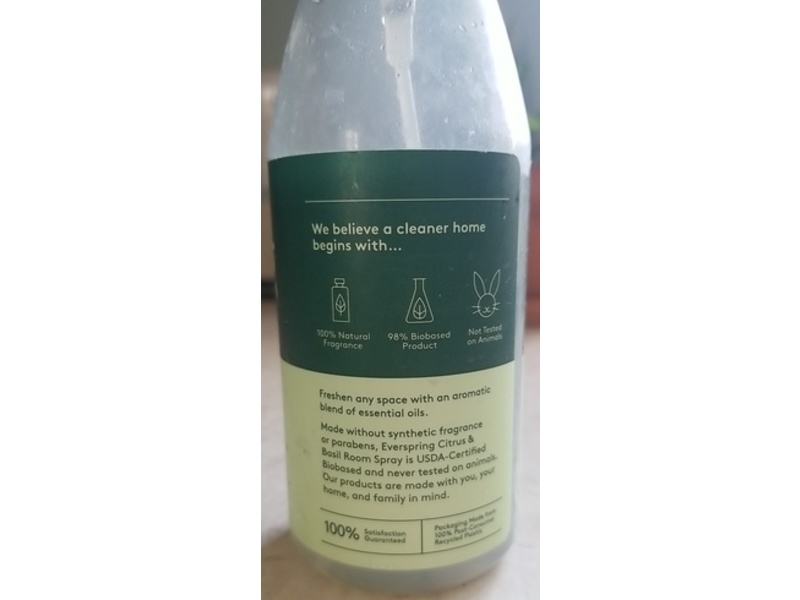 We believe a cleaner home
begins with...
100% Natural
Fragrance
98% Biobased
Product
Not Tested
on Animals
Freshen any space with an aromatic
blend of essential oils.
Made without synthetic fragrance
or parabens, Everspring Citrus &
Basil Room Spray is USDA-Certified
Biobased and never tested on animals.
Our products are made with you, your
home, and family in mind.
100% Satisfaction
Guaranteed
Packaging Made from
100% Post-Consumer
Recycled Plastic